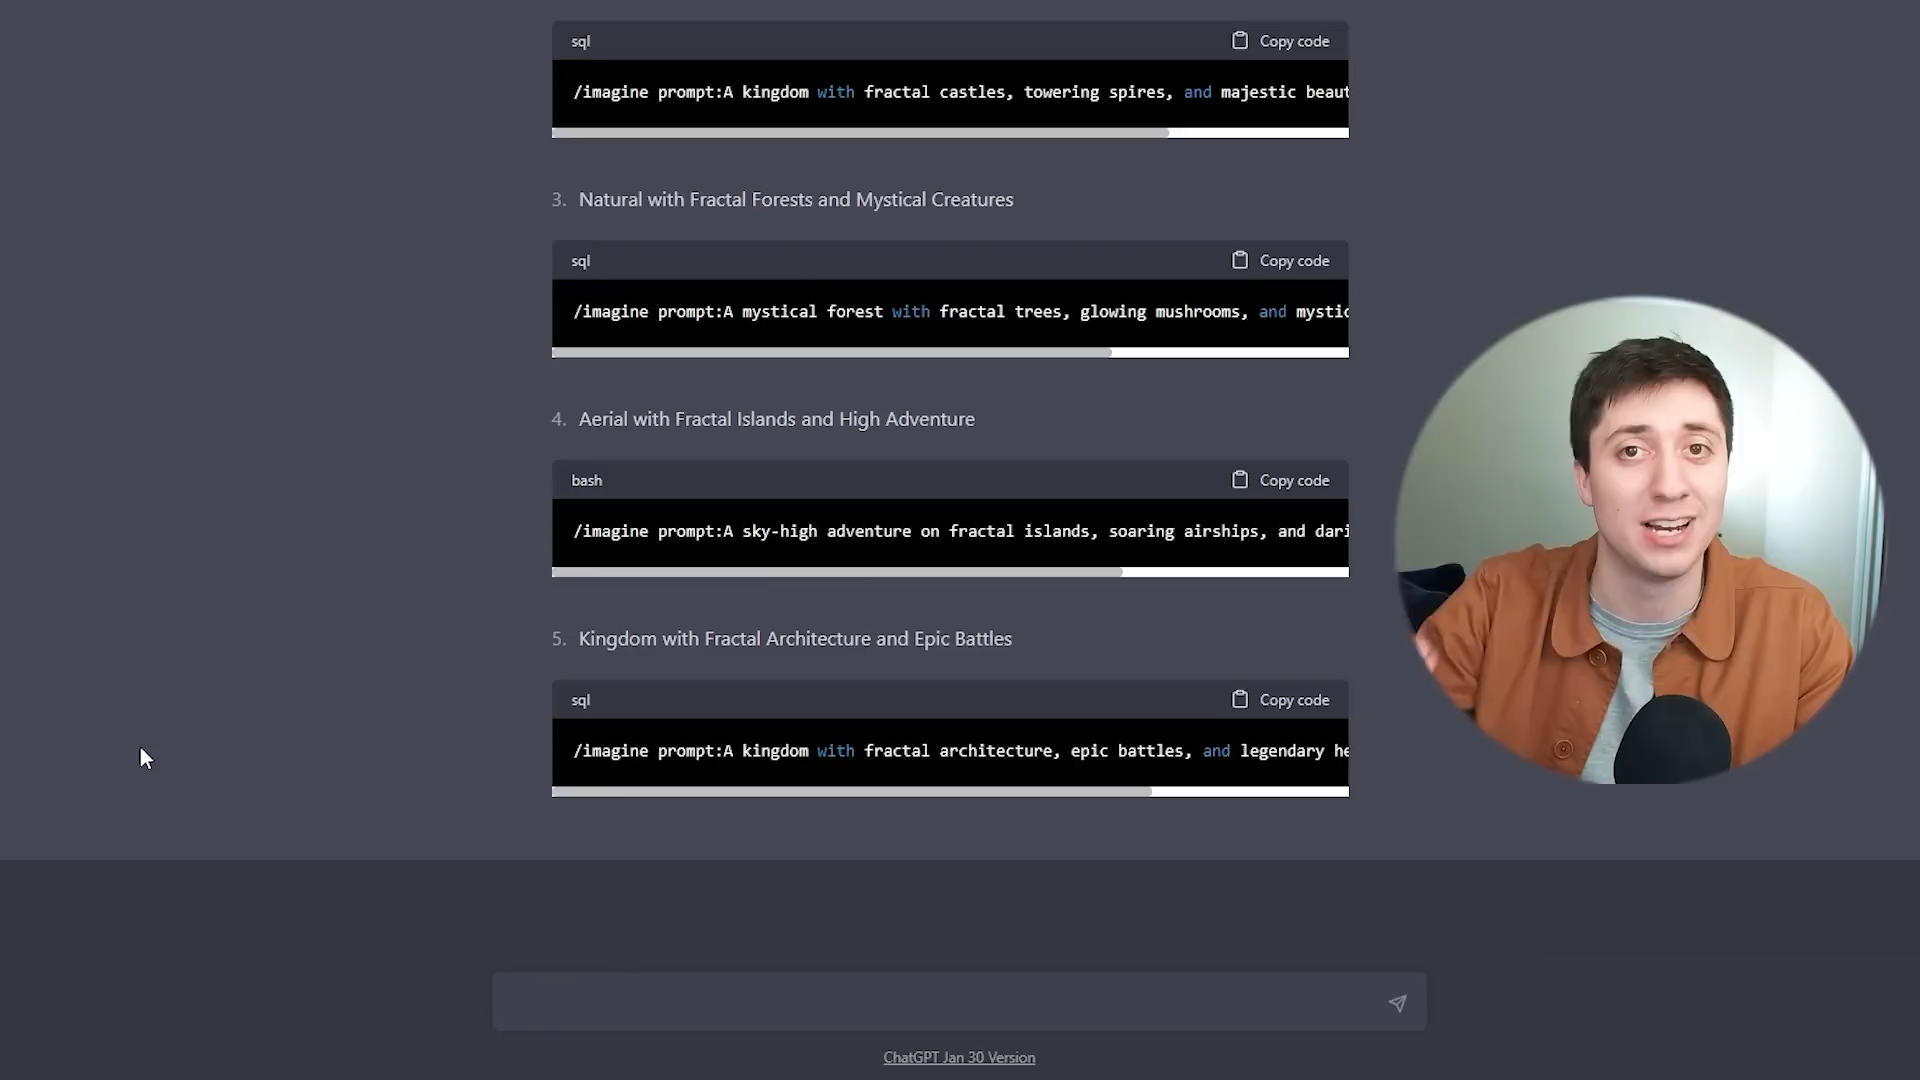 sql
Copy code
/imagine prompt:A kingdom with fractal castles, towering spires, and majestic beaut
3. Natural with Fractal Forests and Mystical Creatures
sql
Copy code
/imagine prompt:A mystical forest with fractal trees, glowing mushrooms, and mystic
4. Aerial with Fractal Islands and High Adventure
bash
Copy code
/imagine prompt:A sky-high adventure on fractal islands, soaring airships, and dari
5. Kingdom with Fractal Architecture and Epic Battles
sql
Copy code
/imagine prompt:A kingdom with fractal architecture, epic battles, and legendary he
ChatGPT Jan 30 Version